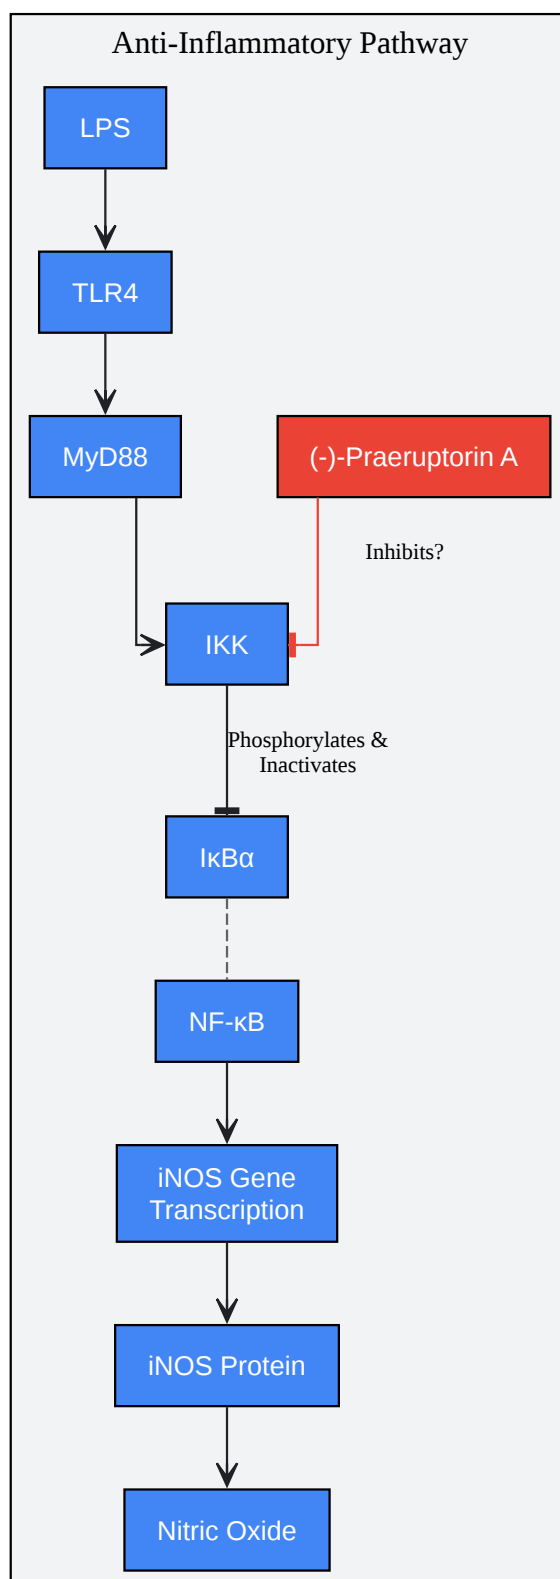 Anti-Inflammatory Pathway
LPS
TLR4
MyD88
(-)-Praeruptorin A
Inhibits?
IKK
Phosphorylates &
Inactivates
IκBα
NF-κB
iNOS Gene
Transcription
iNOS Protein
Nitric Oxide